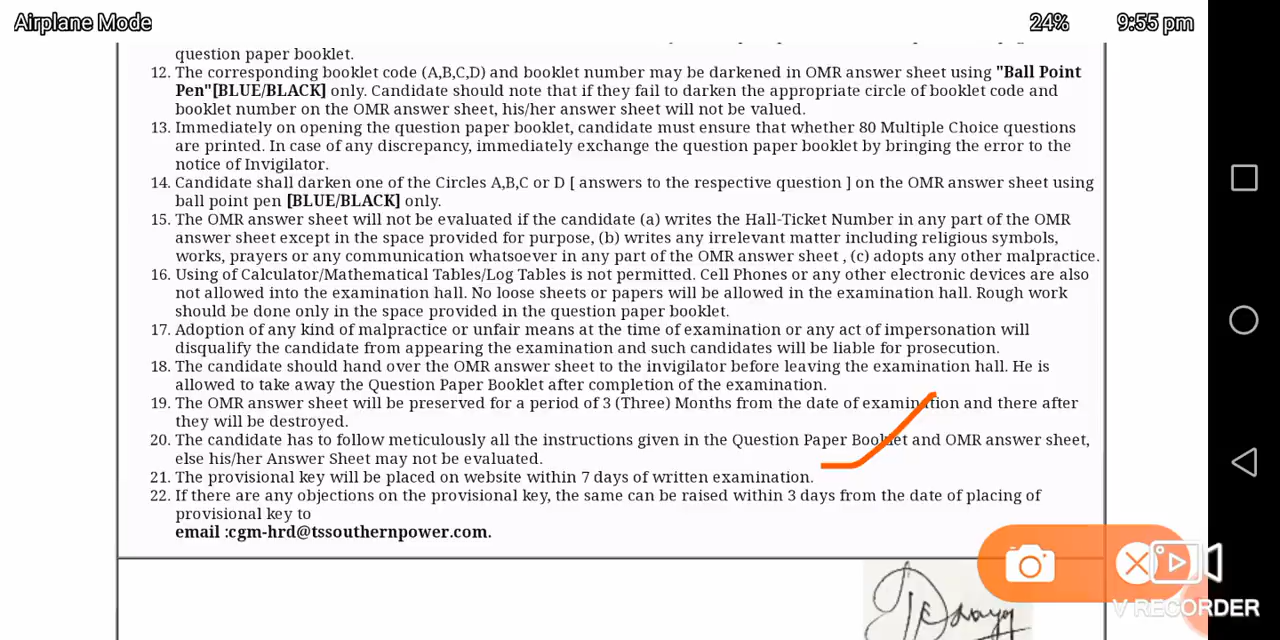 Airplane Mode
24%
9:55 pm
question paper booklet.
12. The corresponding booklet code (A,B,C,D) and booklet number may be darkened in OMR answer sheet using "Ball Point
Pen"[BLUE/BLACK] only. Candidate should note that if they fail to darken the appropriate circle of booklet code and
booklet number on the OMR answer sheet, his/her answer sheet will not be valued.
13. Immediately on opening the question paper booklet, candidate must ensure that whether 80 Multiple Choice questions
are printed. In case of any discrepancy, immediately exchange the question paper booklet by bringing the error to the
notice of Invigilator.
14. Candidate shall darken one of the Circles A,B,C or D [ answers to the respective question ] on the OMR answer sheet using
ball point pen [BLUE/BLACK] only.
15. The OMR answer sheet will not be evaluated if the candidate (a) writes the Hall-Ticket Number in any part of the OMR
answer sheet except in the space provided for purpose, (b) writes any irrelevant matter including religious symbols,
works, prayers or any communication whatsoever in any part of the OMR answer sheet , (c) adopts any other malpractice.
16. Using of Calculator/Mathematical Tables/Log Tables is not permitted. Cell Phones or any other electronic devices are also
not allowed into the examination hall. No loose sheets or papers will be allowed in the examination hall. Rough work
should be done only in the space provided in the question paper booklet.
17. Adoption of any kind of malpractice or unfair means at the time of examination or any act of impersonation will
disqualify the candidate from appearing the examination and such candidates will be liable for prosecution.
18. The candidate should hand over the OMR answer sheet to the invigilator before leaving the examination hall. He is
allowed to take away the Question Paper Booklet after completion of the examination.
19. The OMR answer sheet will be preserved for a period of 3 (Three) Months from the date of examination and there after
they will be destroyed.
20. The candidate has to follow meticulously all the instructions given in the Question Paper Booklet and OMR answer sheet,
else his/her Answer Sheet may not be evaluated.
21. The provisional key will be placed on website within 7 days of written examination.
22. If there are any objections on the provisional key, the same can be raised within 3 days from the date of placing of
provisional key to
email :cgm-hrd@tssouthernpower.com.
V RECORDER